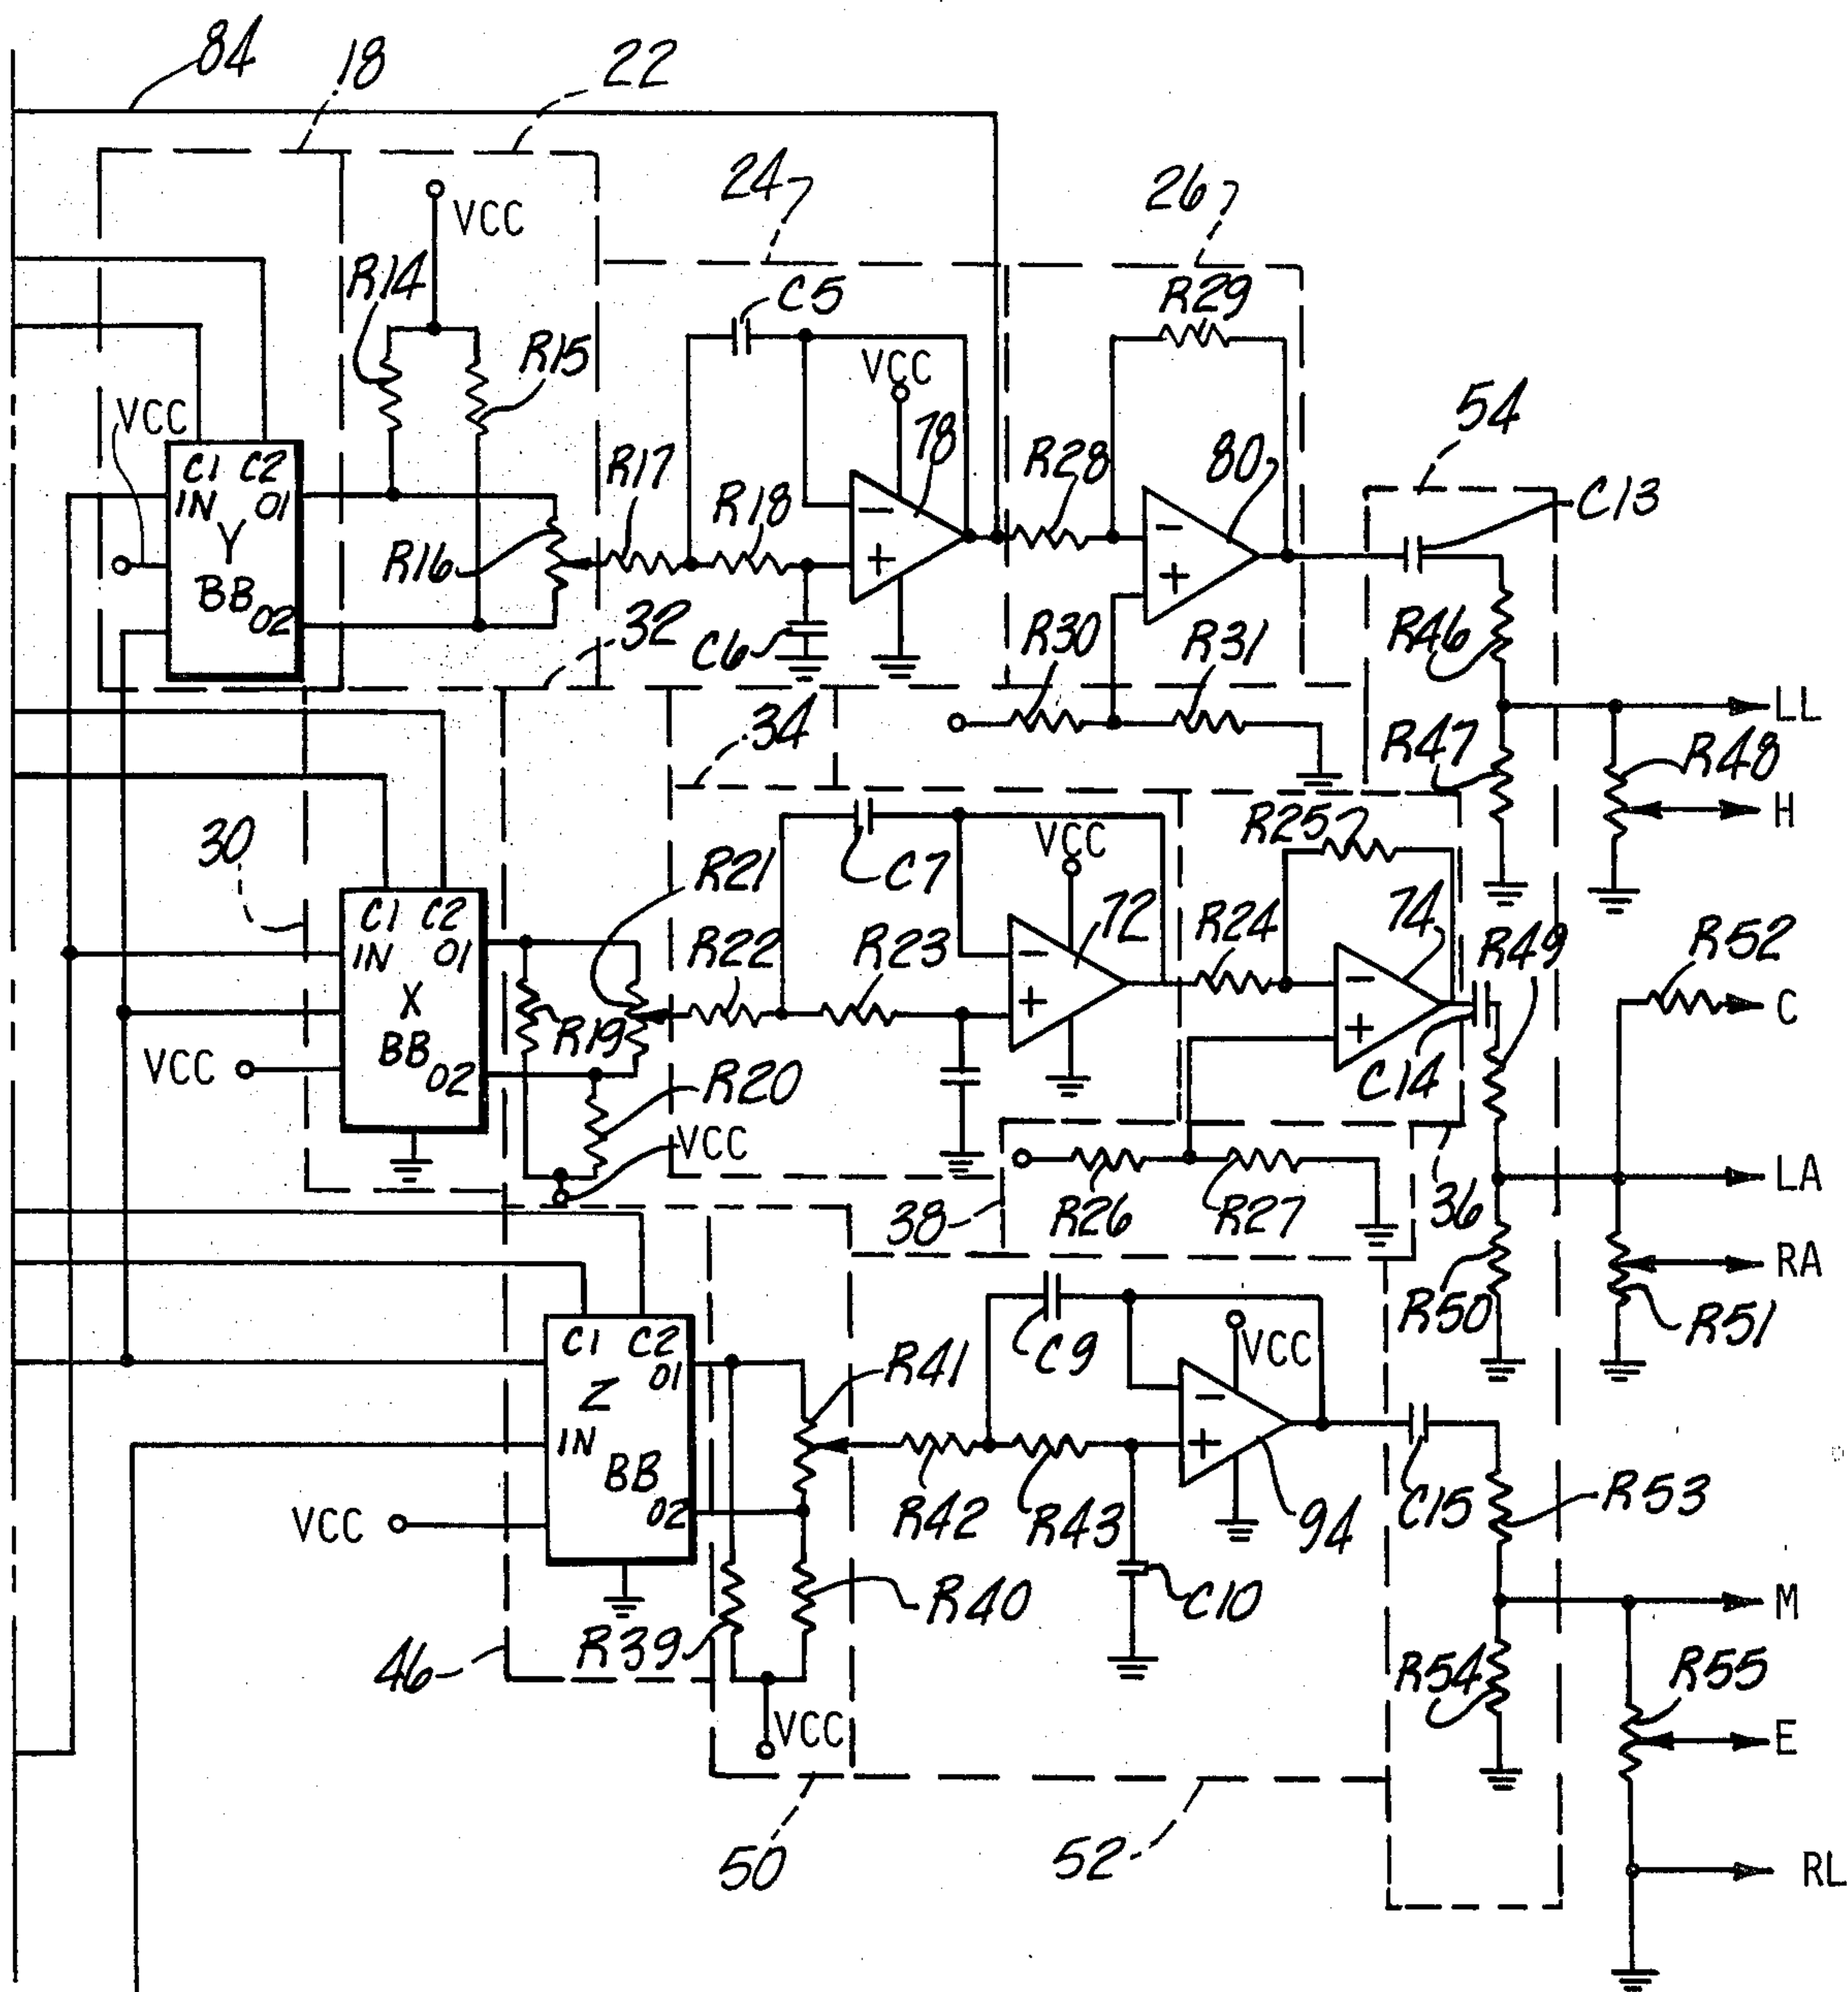 84
18
22
24
26
VCC
R14
C5
R29
R15
VCC
VCC
54
C13
R17
78
R28
80
R18
C1 C2
IN O1
Y
BB
O2
R16
-
+
-
+
32
C6
R30
R31
R46
LL
34
R47
R48
H
30
C7
VCC
R25
R21
74
72
R24
R49
R52
C1 C2
IN O1
X
BB
O2
R22
R23
-
+
-
+
C
R19
VCC
R20
C14
VCC
LA
38
R26
R27
36
RA
R50
R51
C9
VCC
C1 C2
O1
Z
IN
BB
O2
R41
-
+
R42
R43
94
C15
R53
VCC
C10
M
R40
R39
46
R54
R55
VCC
E
50
52
RL